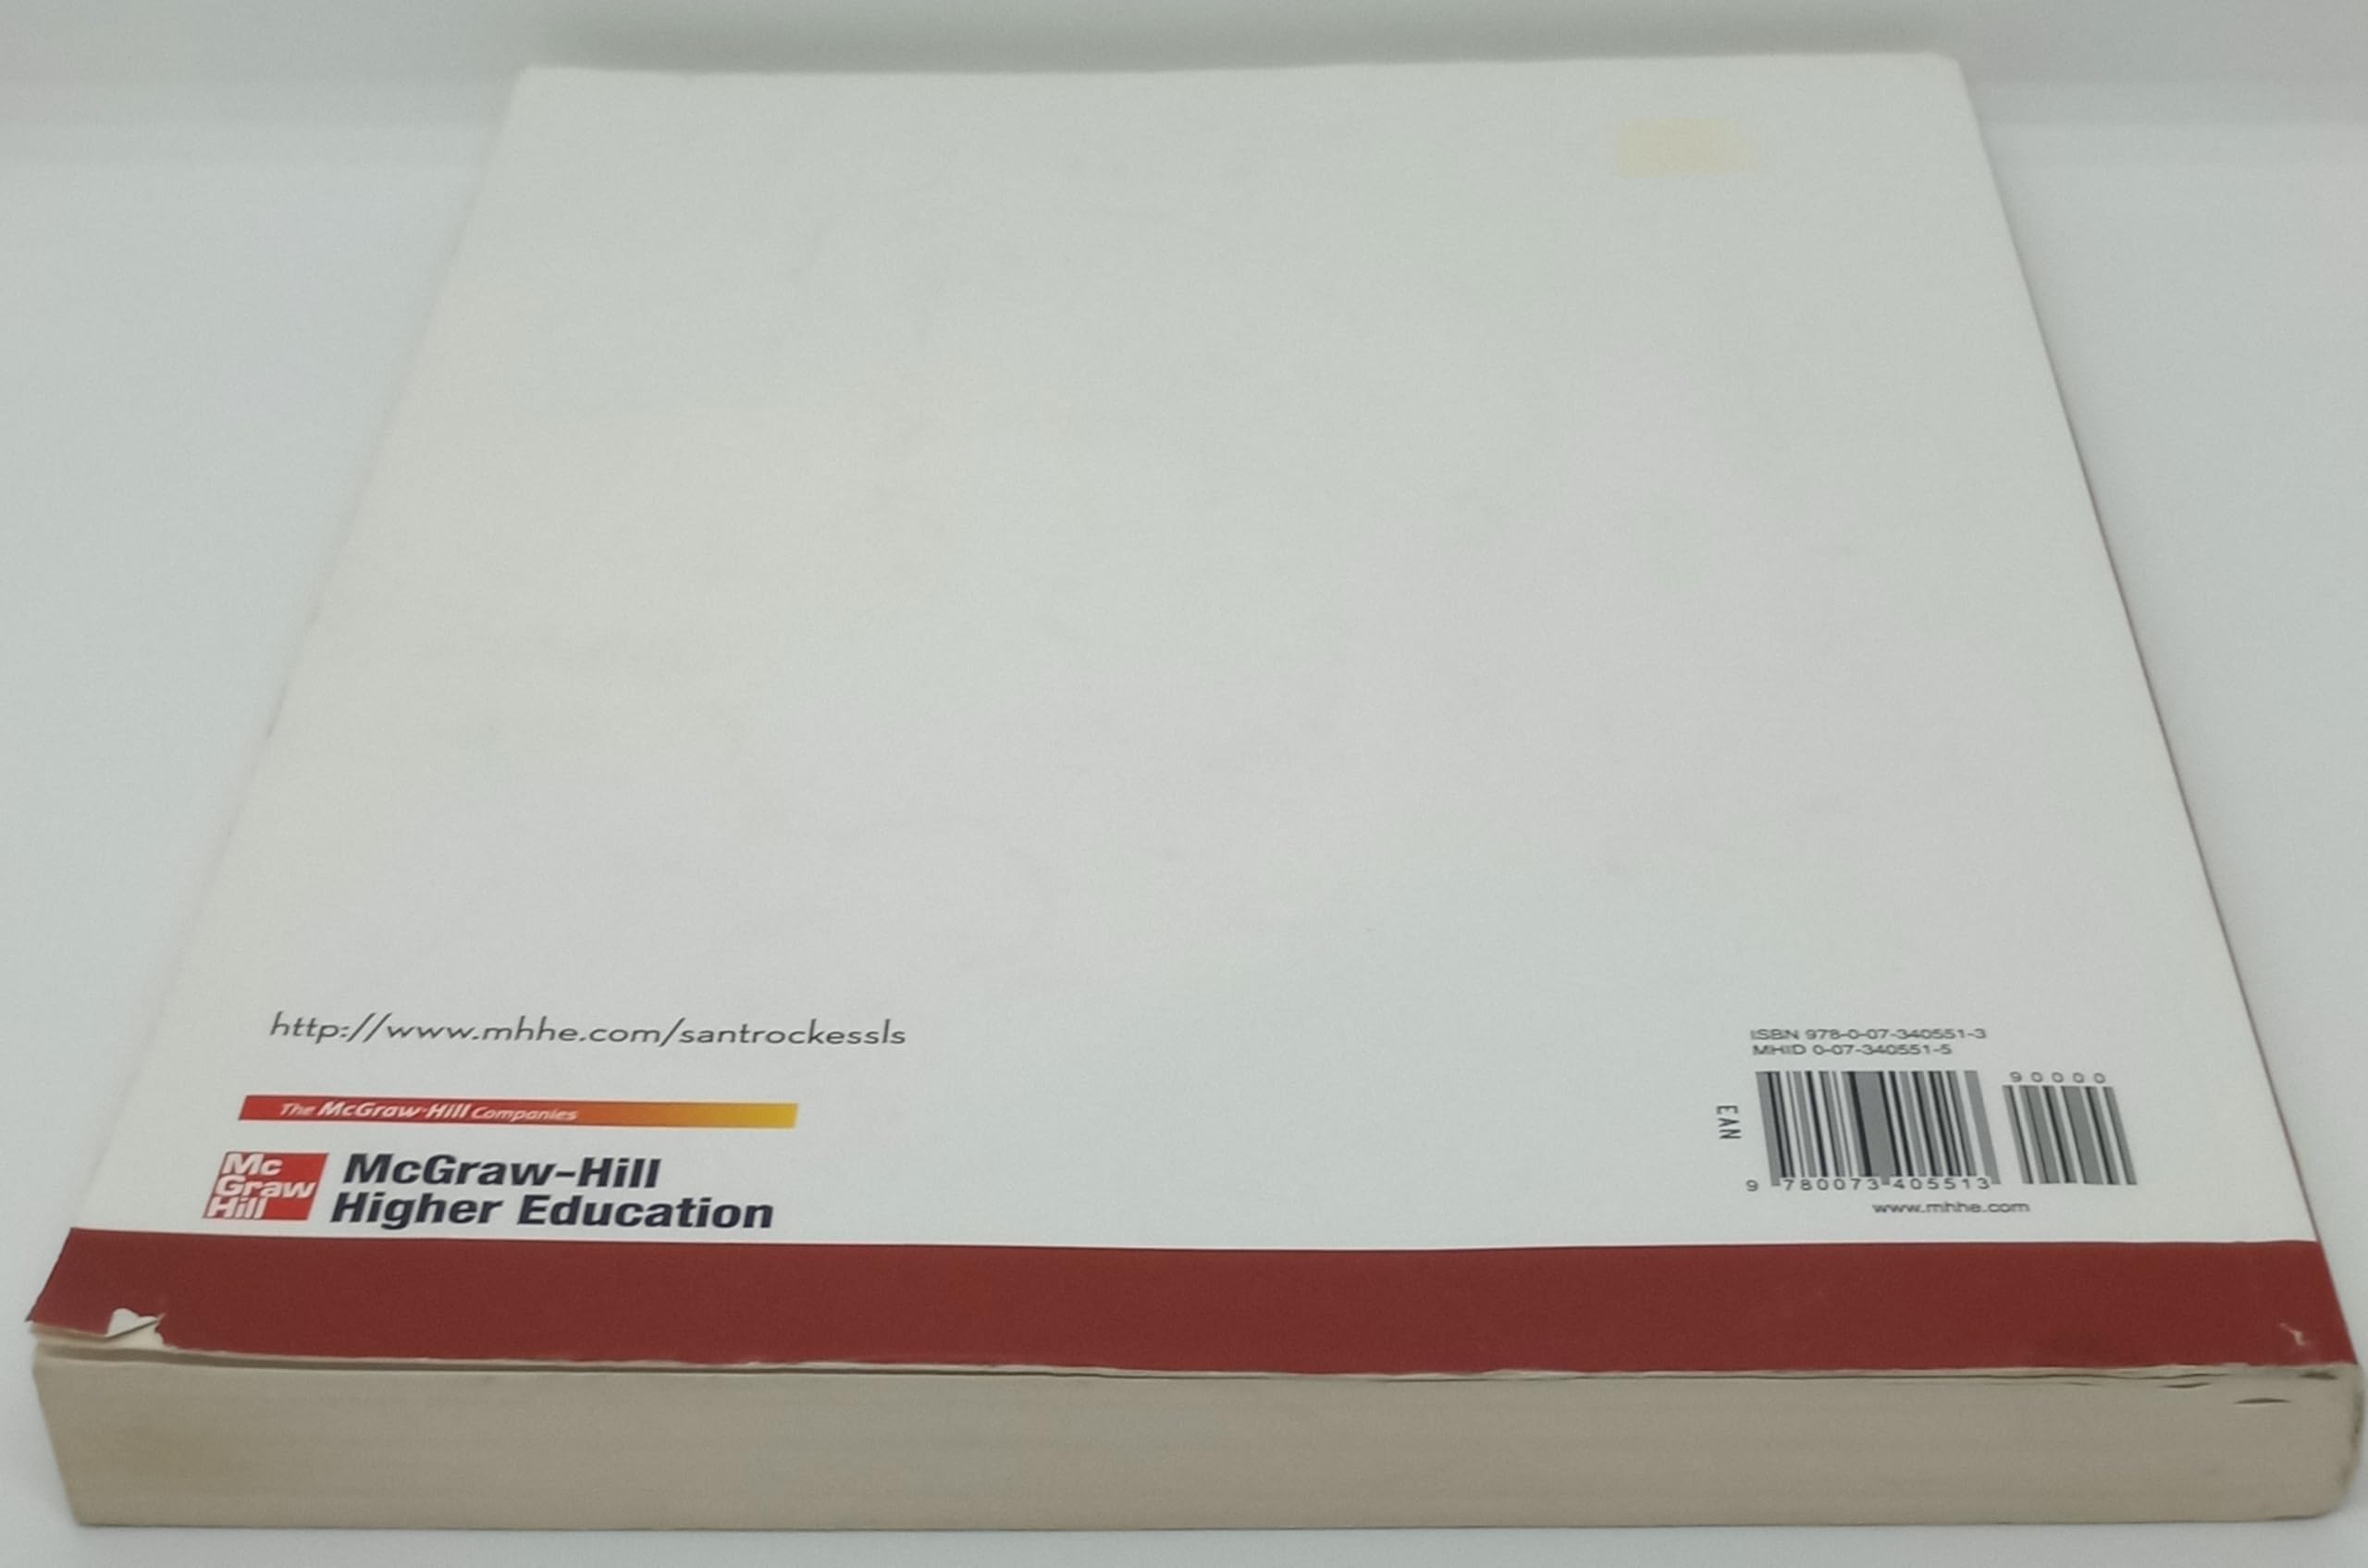 http://www.mhhe.com/santrockessls
The McGraw-Hill Companies
Mc
Graw
Hill
McGraw-Hill
Higher Education
ISBN 978-0-07-340551-3
MHID 0-07-340551-5
90000
EAN
9 780073 405513
www.mhhe.com